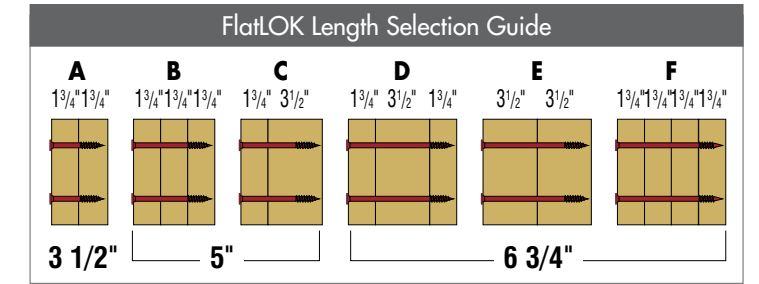 FlatLOK Length Selection Guide
A B C D E F
1¾"1¾" 1¾"1¾"1¾" 1¾" 3½" 1¾" 3½" 1¾" 3½" 3½" 1¾"1¾"1¾"1¾"
3 1/2" 5" 6 3/4"